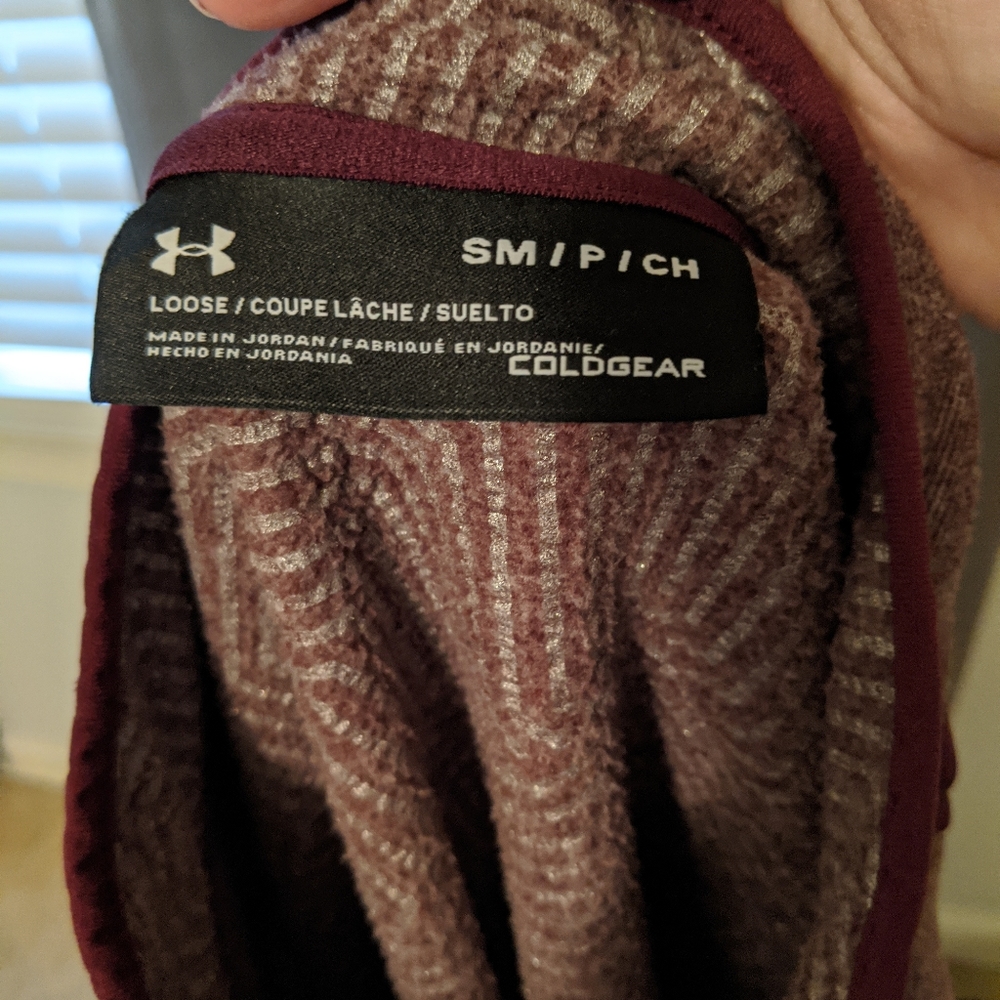 SM / P / CH
LOOSE / COUPE LÂCHE / SUELTO
MADE IN JORDAN / FABRIQUÉ EN JORDANIE/
HECHO EN JORDANIA
COLDGEAR